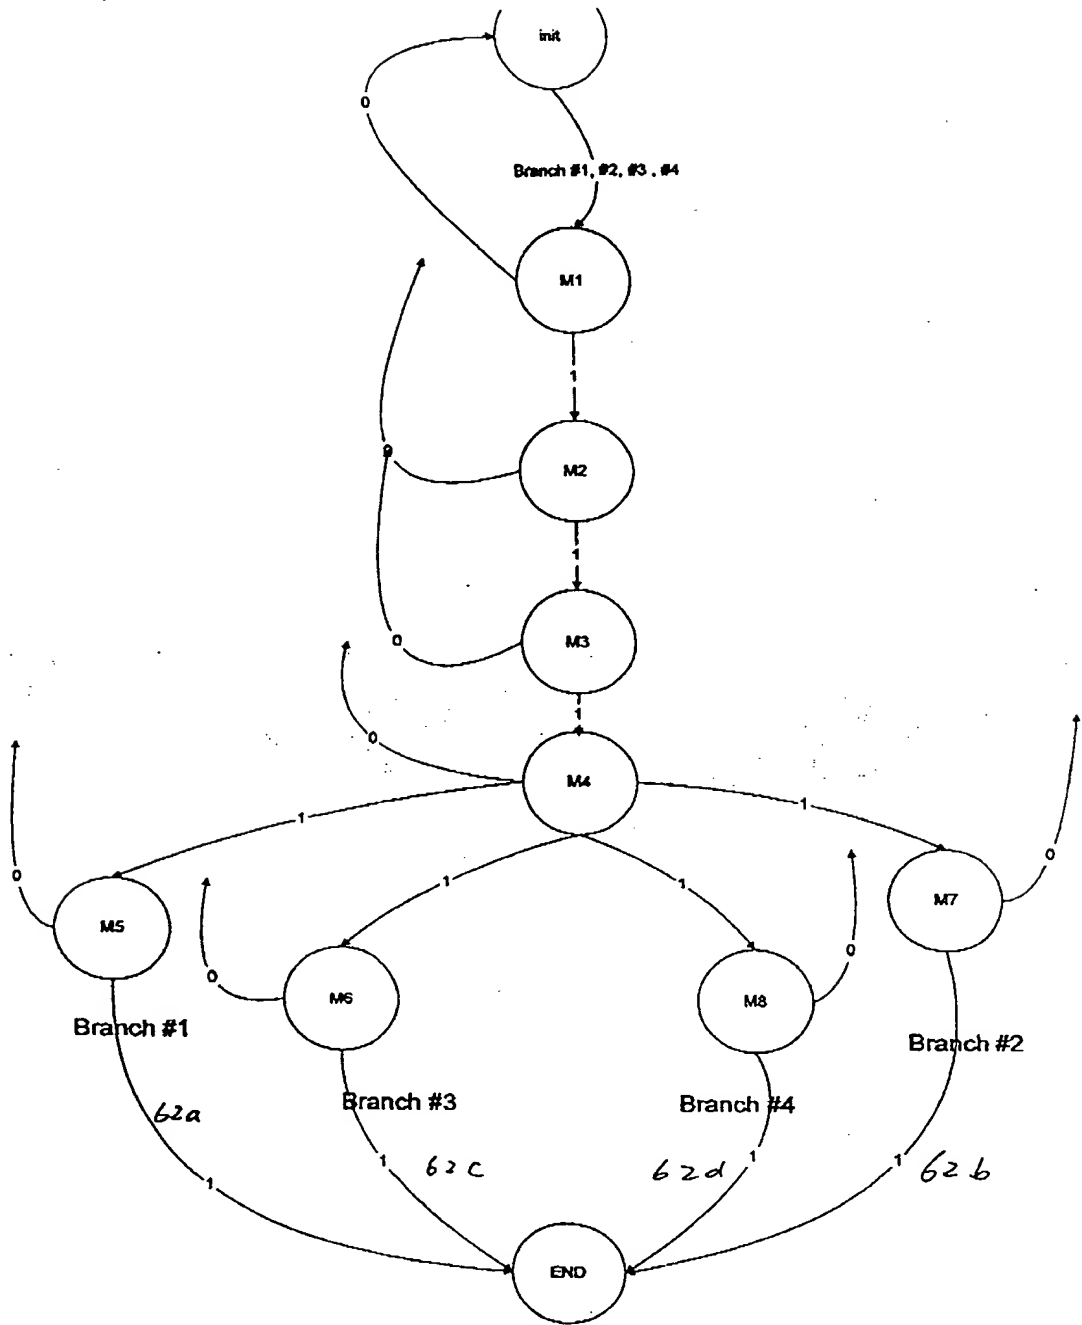 init
0
Branch #1, #2, #3, #4
M1
1
0
M2
1
0
M3
1
0
M4
1
1
0
0
1
1
M7
M5
0
0
M6
M8
Branch #1
Branch #2
Branch #3
Branch #4
62a
1
62c
62d
1
1
62b
1
END